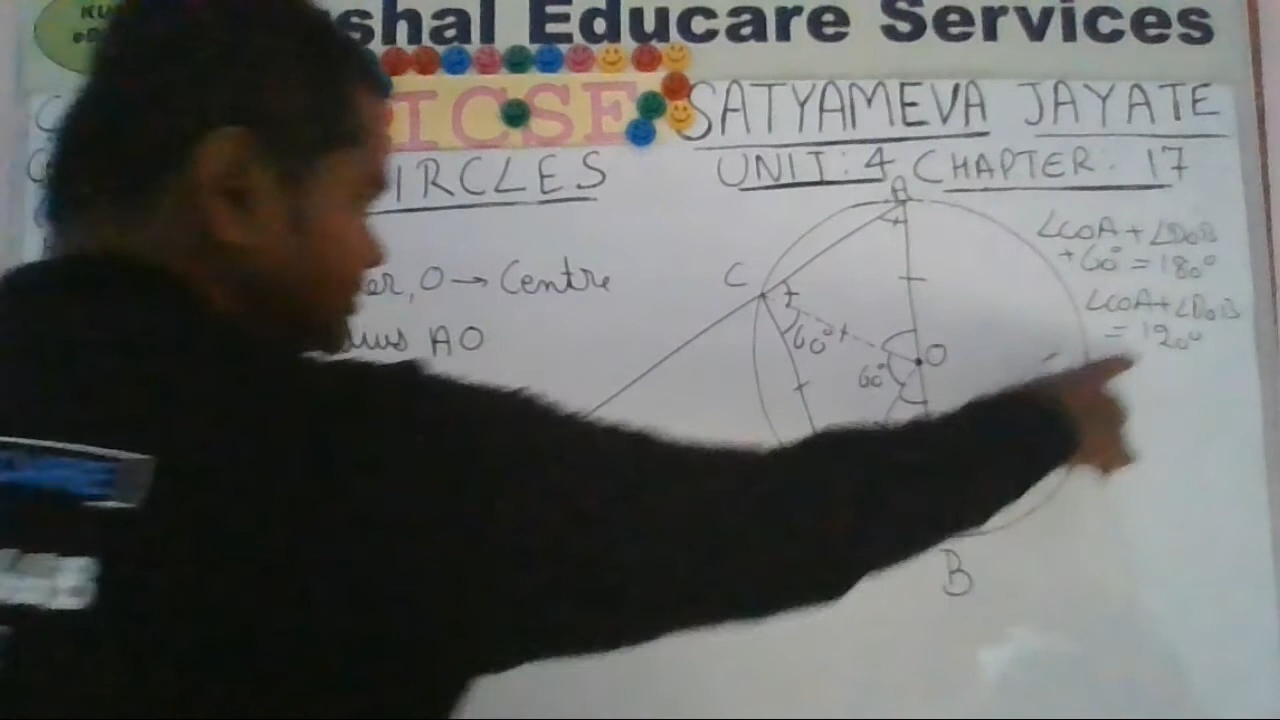 shal Educare Services
ICSE
SATYAMEVA JAYATE
IRCLES
UNIT: 4 CHAPTER: 17
A
∠COA + ∠DOB
+ 60° = 180°
er, O → Centre
C
∠COA + ∠DOB
= 120°
AO
60°
O
60°
B